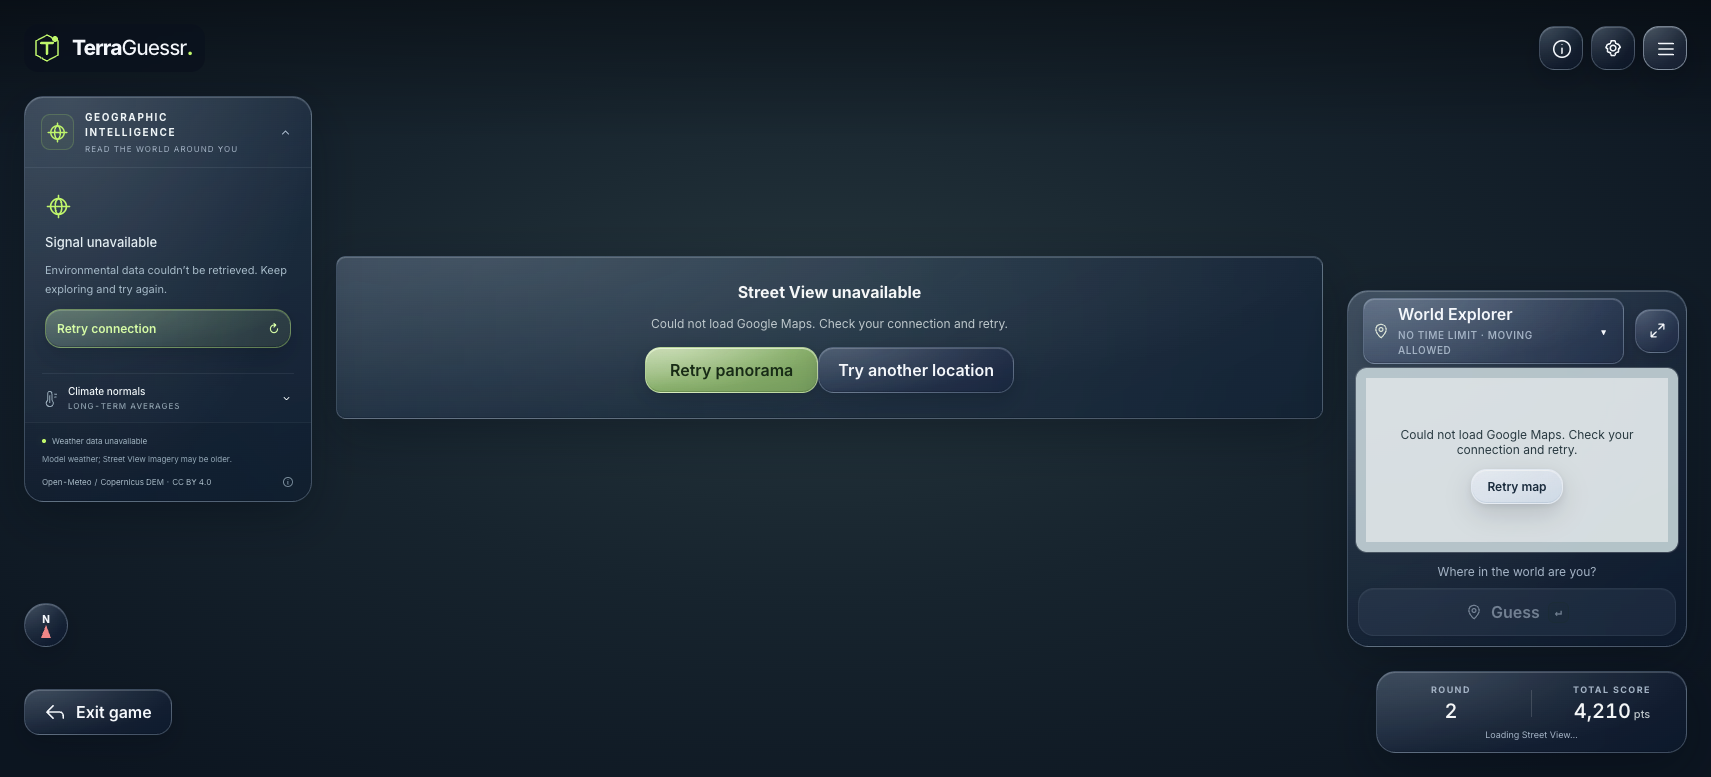 TerraGuessr.
GEOGRAPHIC
INTELLIGENCE
READ THE WORLD AROUND YOU
Signal unavailable
Environmental data couldn't be retrieved. Keep
exploring and try again.
Retry connection
Climate normals
LONG-TERM AVERAGES
Weather data unavailable
Model weather; Street View imagery may be older.
Open-Meteo / Copernicus DEM · CC BY 4.0
N
Exit game
Street View unavailable
Could not load Google Maps. Check your connection and retry.
Retry panorama
Try another location
World Explorer
NO TIME LIMIT · MOVING
ALLOWED
Could not load Google Maps. Check your
connection and retry.
Retry map
Where in the world are you?
Guess ↵
ROUND
2
TOTAL SCORE
4,210 pts
Loading Street View...